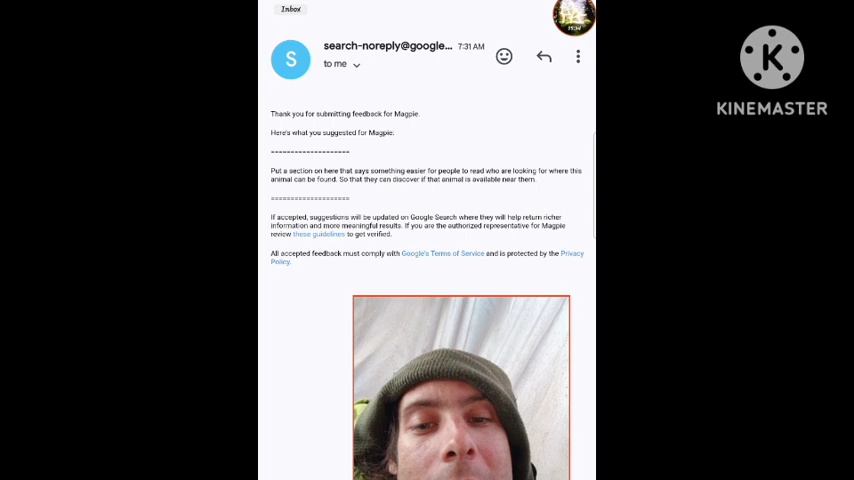 Inbox
search-noreply@google...
7:31 AM
S
to me
K
KINEMASTER
Thank you for submitting feedback for Magpie.
Here's what you suggested for Magpie:
====================
Put a section on here that says something easier for people to read who are looking for where this
animal can be found. So that they can discover if that animal is available near them.
====================
If accepted, suggestions will be updated on Google Search where they will help return richer
information and more meaningful results. If you are the authorized representative for Magpie
review these guidelines to get verified.
All accepted feedback must comply with Google's Terms of Service and is protected by the Privacy
Policy.